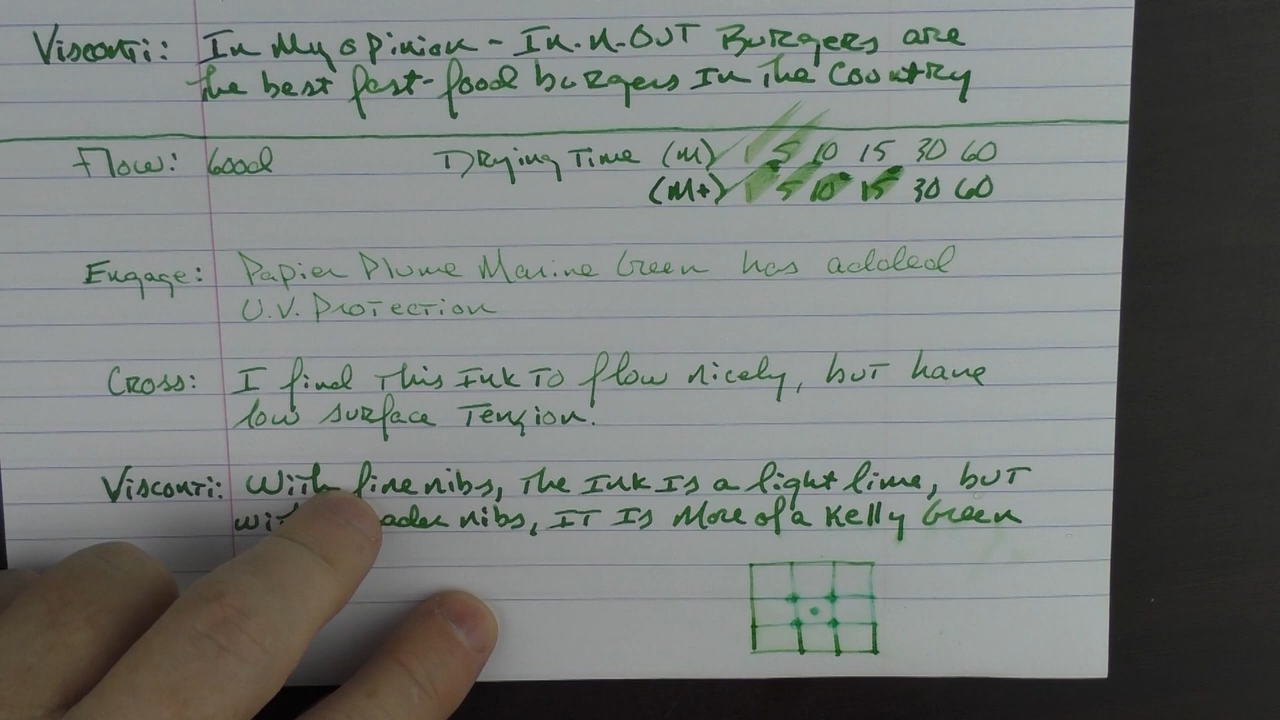 Visconti: In My opinion - In-N-Out Burgers are
the best fast-food burgers In The Country
Flow: Good Drying Time (M) 1 5 10 15 30 60
(M+) 1 5 10 15 30 60
Engage: Papier Plume Marine Green has added
U.V. Protection
Cross: I find This Ink To flow nicely, but have
low surface Tension.
Visconti: With fine nibs, The Ink Is a light lime, but
nibs, IT Is More of a Kelly Green